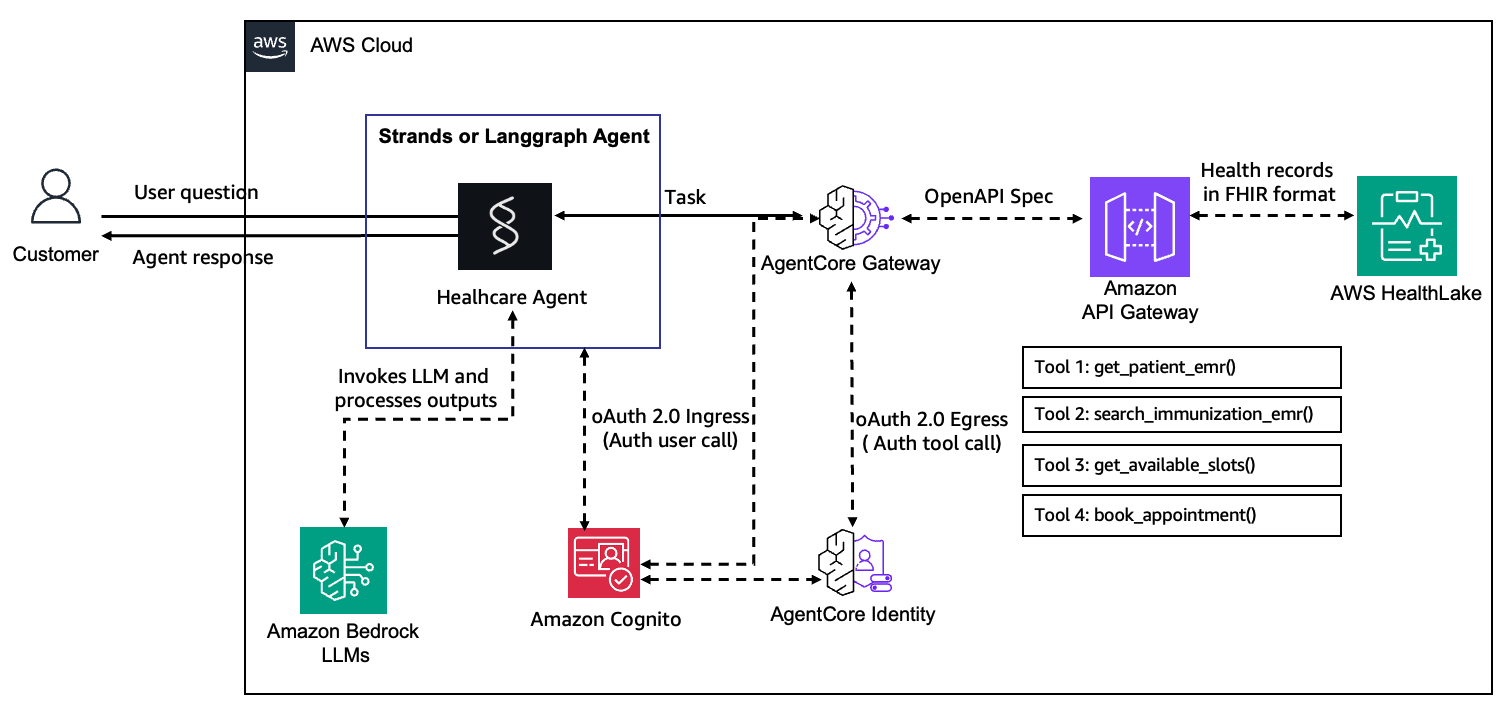 aws
AWS Cloud
Strands or Langgraph Agent
User question
Customer
Agent response
Healhcare Agent
Task
AgentCore Gateway
OpenAPI Spec
Amazon
API Gateway
Health records
in FHIR format
AWS HealthLake
Invokes LLM and
processes outputs
oAuth 2.0 Ingress
(Auth user call)
oAuth 2.0 Egress
( Auth tool call)
Tool 1: get_patient_emr()
Tool 2: search_immunization_emr()
Tool 3: get_available_slots()
Tool 4: book_appointment()
Amazon Bedrock
LLMs
Amazon Cognito
AgentCore Identity